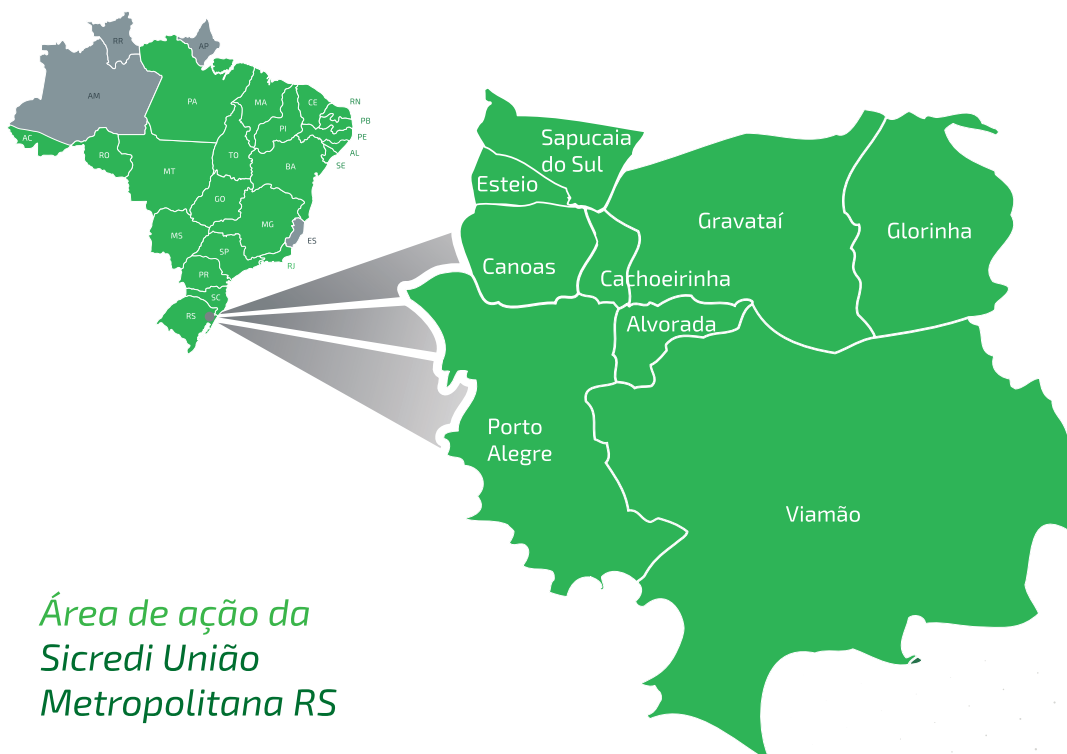 RR
AP
AM
PA
MA
CE
RN
PB
PI
PE
AC
AL
RO
TO
SE
BA
MT
GO
MG
MS
ES
SP
RJ
PR
SC
RS
Sapucaia
do Sul
Esteio
Gravataí
Glorinha
Canoas
Cachoeirinha
Alvorada
Porto
Alegre
Viamão
Área de ação da
Sicredi União
Metropolitana RS